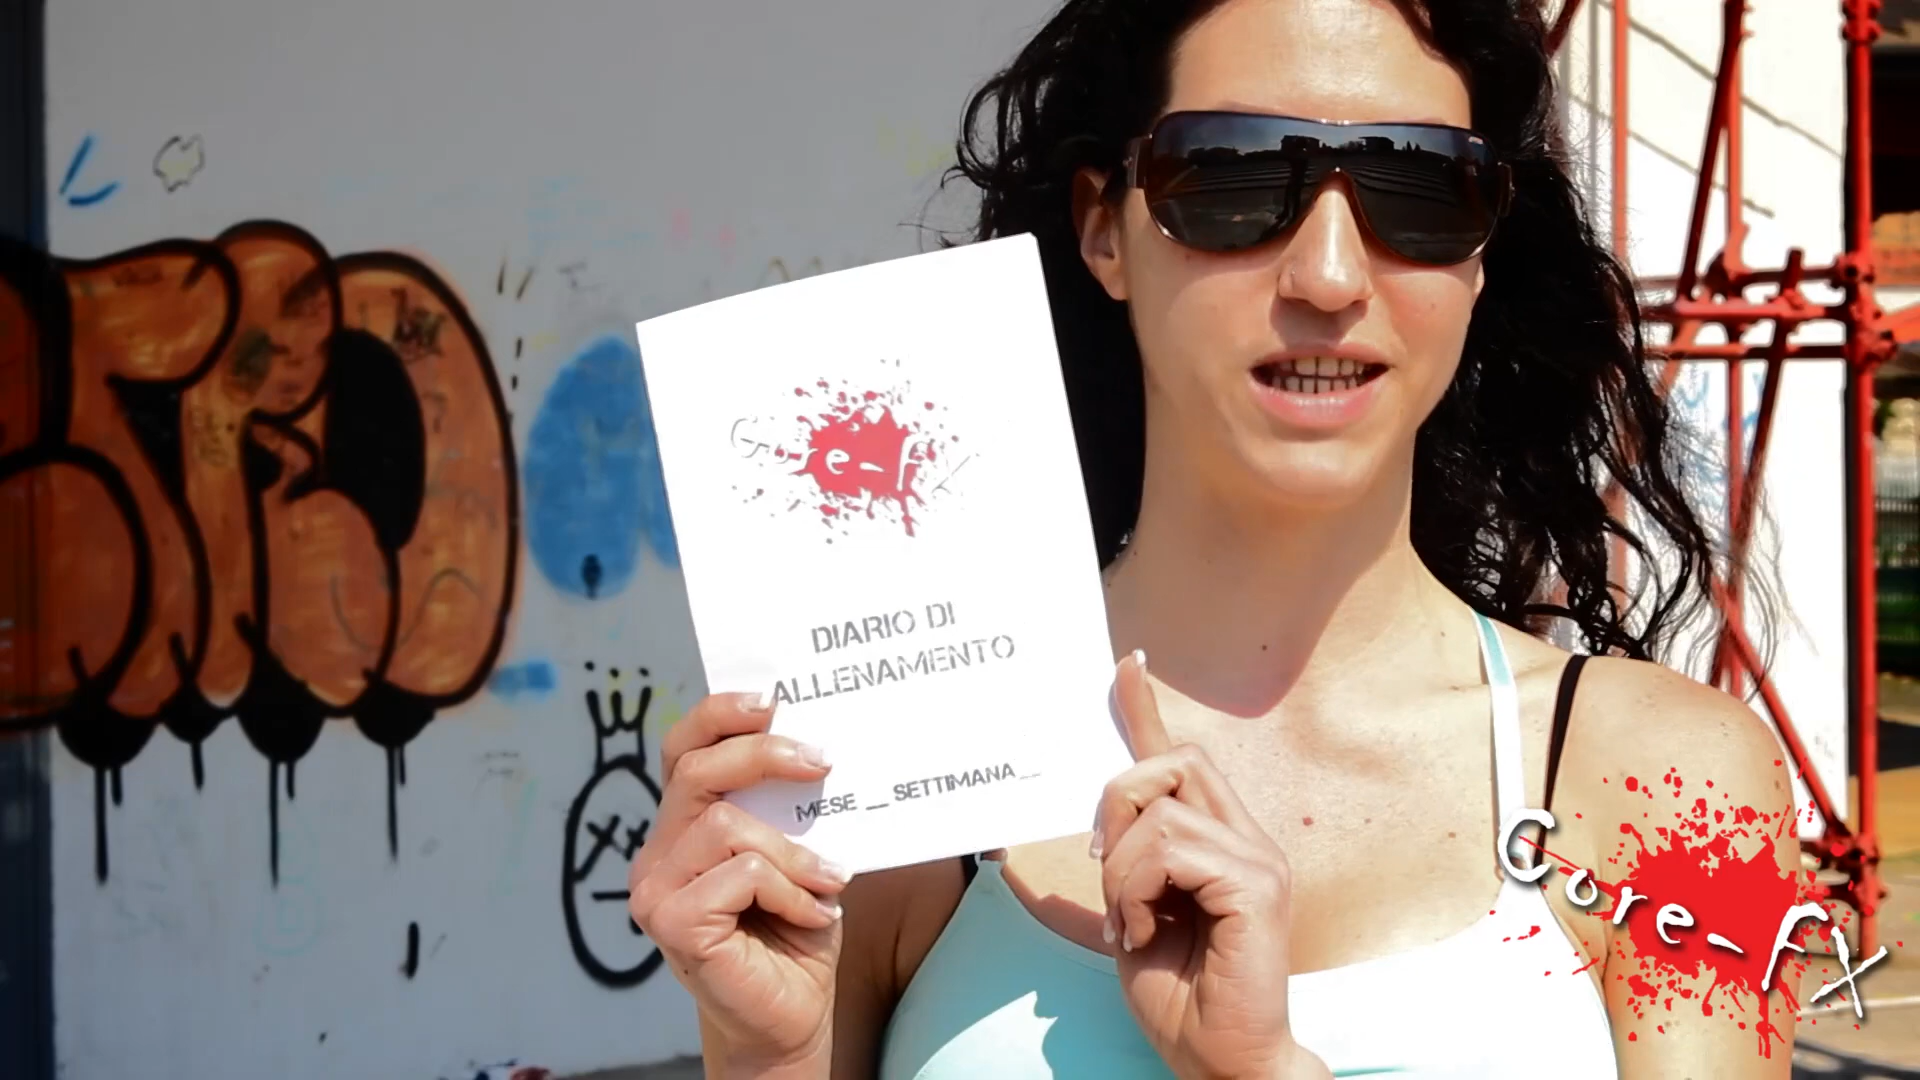 Core-fx
DIARIO DI
ALLENAMENTO
MESE __ SETTIMANA __
Core-fx